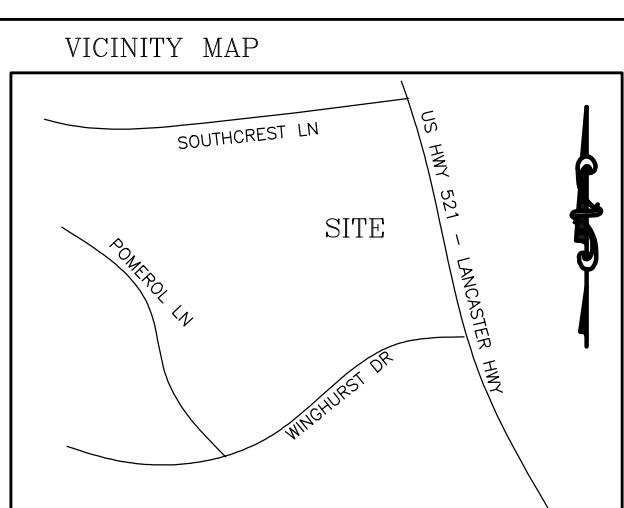 VICINITY MAP
SOUTHCREST LN
US HWY 521 – LANCASTER HWY
SITE
POMEROL LN
WINGHURST DR